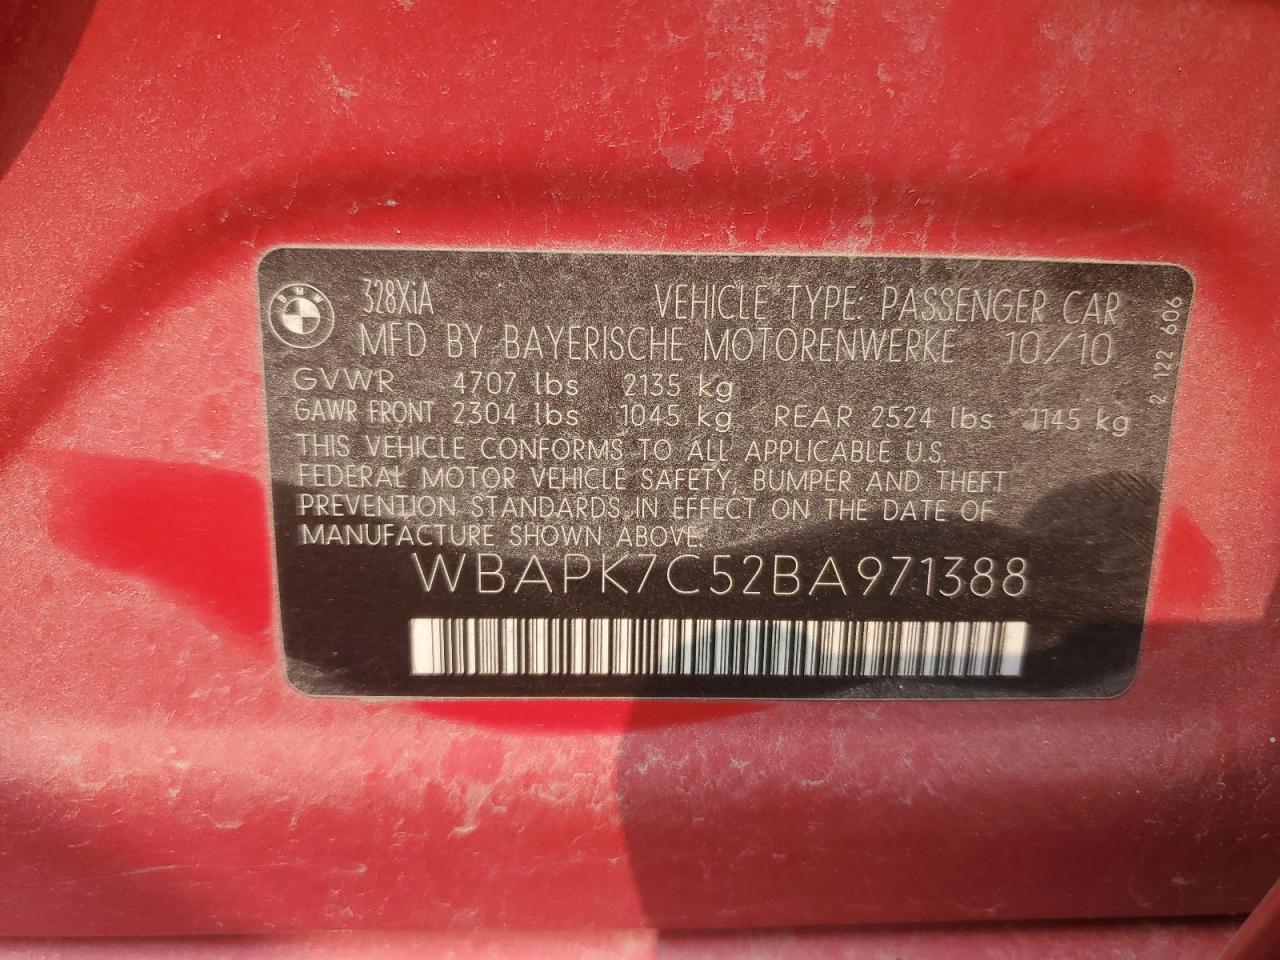 BMW
328XiA VEHICLE TYPE: PASSENGER CAR
MFD BY BAYERISCHE MOTORENWERKE 10/10
GVWR 4707 lbs 2135 kg
GAWR FRONT 2304 lbs 1045 kg REAR 2524 lbs 1145 kg
THIS VEHICLE CONFORMS TO ALL APPLICABLE U.S.
FEDERAL MOTOR VEHICLE SAFETY, BUMPER AND THEFT
PREVENTION STANDARDS IN EFFECT ON THE DATE OF
MANUFACTURE SHOWN ABOVE.
WBAPK7C52BA971388
2 122 606